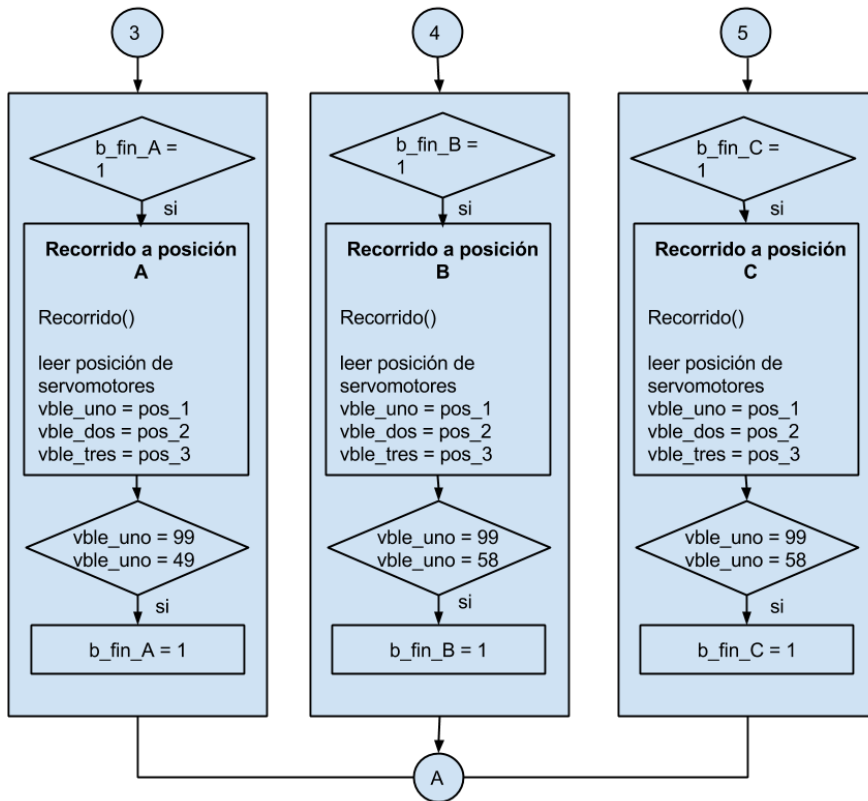 3
b_fin_A =
1
si
Recorrido a posición
A
Recorrido()
leer posición de
servomotores
vble_uno = pos_1
vble_dos = pos_2
vble_tres = pos_3
vble_uno = 99
vble_uno = 49
si
b_fin_A = 1
4
b_fin_B =
1
si
Recorrido a posición
B
Recorrido()
leer posición de
servomotores
vble_uno = pos_1
vble_dos = pos_2
vble_tres = pos_3
vble_uno = 99
vble_uno = 58
si
b_fin_B = 1
5
b_fin_C =
1
si
Recorrido a posición
C
Recorrido()
leer posición de
servomotores
vble_uno = pos_1
vble_dos = pos_2
vble_tres = pos_3
vble_uno = 99
vble_uno = 58
si
b_fin_C = 1
A